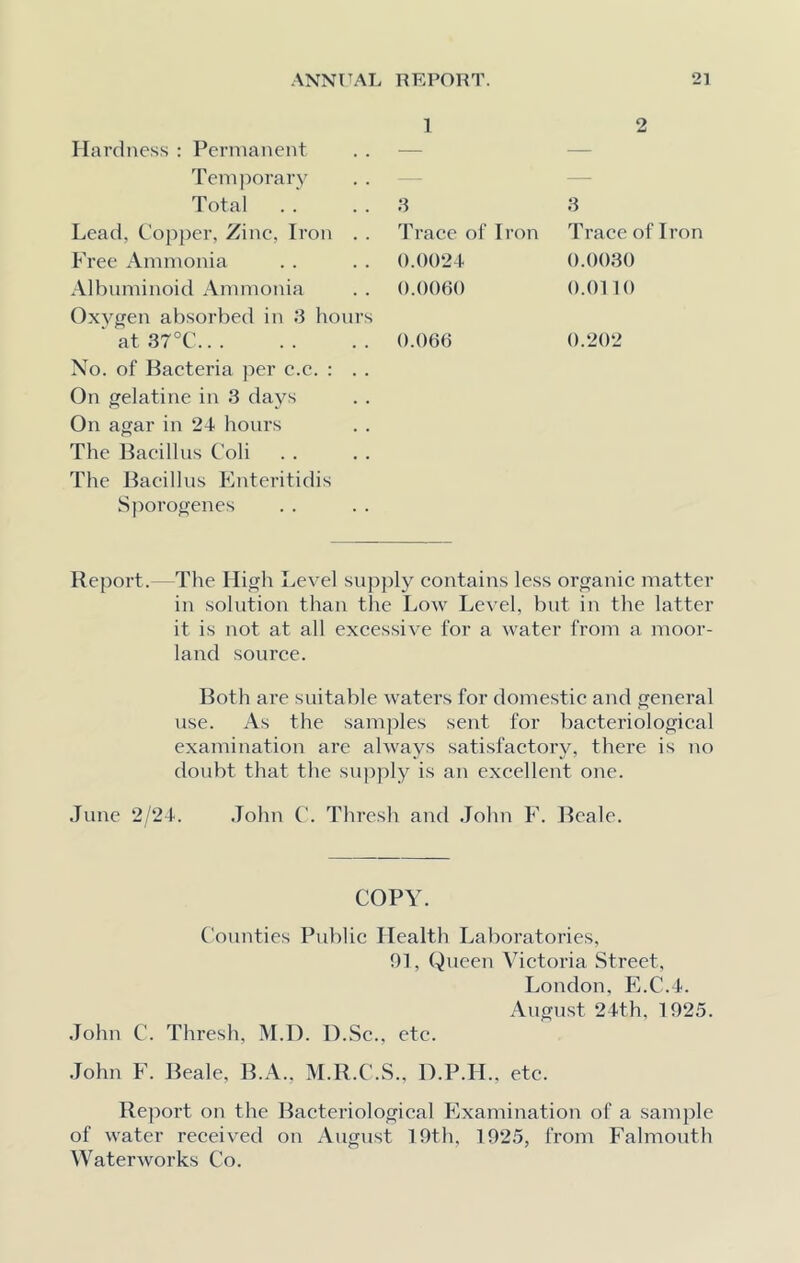 ANNUAL REPORT. 21
1 2
Hardness : Permanent . . — —
Temporary . . — —
Total . . . . 3 3
Lead, Copper, Zinc, Iron . . Trace of Iron Trace of Iron
Free Ammonia . . . . 0.0024 0.0030
Albuminoid Ammonia . . 0.0060 0.0110
Oxygen absorbed in 3 hours
at 37°C. . . . . . . 0.066 0.202
No. of Bacteria per c.c. : . .
On gelatine in 3 days . .
On agar in 24 hours . .
The Bacillus Coli . . . .
The Bacillus Enteritidis
Sporogenes . . . .
Report.—The High Level supply contains less organic matter
in solution than the Low Level, but in the latter
it is not at all excessive for a water from a moor-
land source.
Both are suitable waters for domestic and general
use. As the samples sent for bacteriological
examination are always satisfactory, there is no
doubt that the supply is an excellent one.
June 2/24. John C. Thresh and John F. Beale.
COPY.
Counties Public Health Laboratories,
91, Queen Victoria Street,
London, E.C.4.
August 24th, 1925.
John C. Thresh, M.D. D.Sc., etc.
John F. Beale, B.A., M.R.C.S., D.P.H., etc.
Report on the Bacteriological Examination of a sample
of water received on August 19th, 1925, from Falmouth
Waterworks Co.